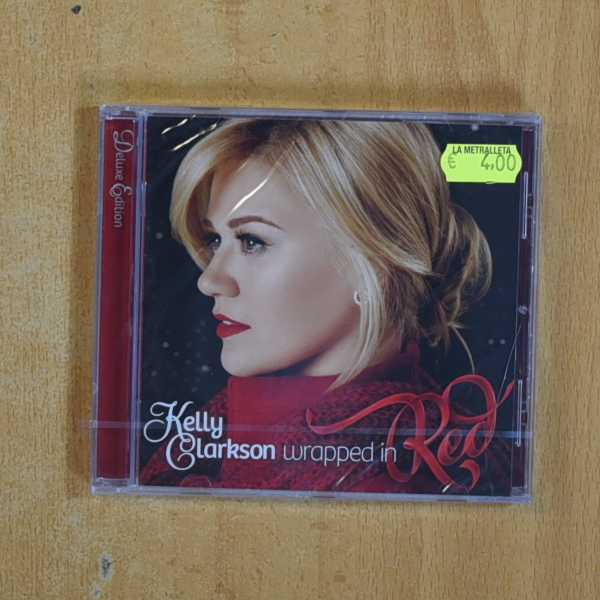 Deluxe Edition
LA METRALLETA
€ 4,00
Kelly
Clarkson wrapped in Red